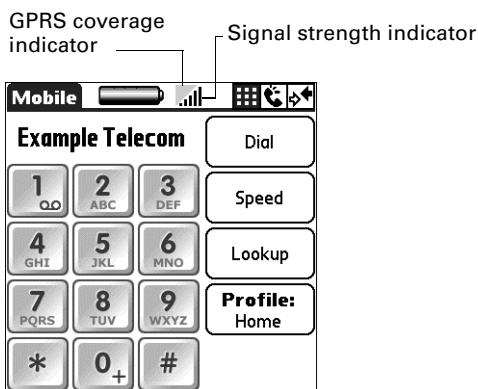 GPRS coverage
indicator
Signal strength indicator
Mobile
Example Telecom
Dial
1
2 ABC
3 DEF
Speed
4 GHI
5 JKL
6 MNO
Lookup
7 PQRS
8 TUV
9 WXYZ
Profile:
Home
*
0 +
#